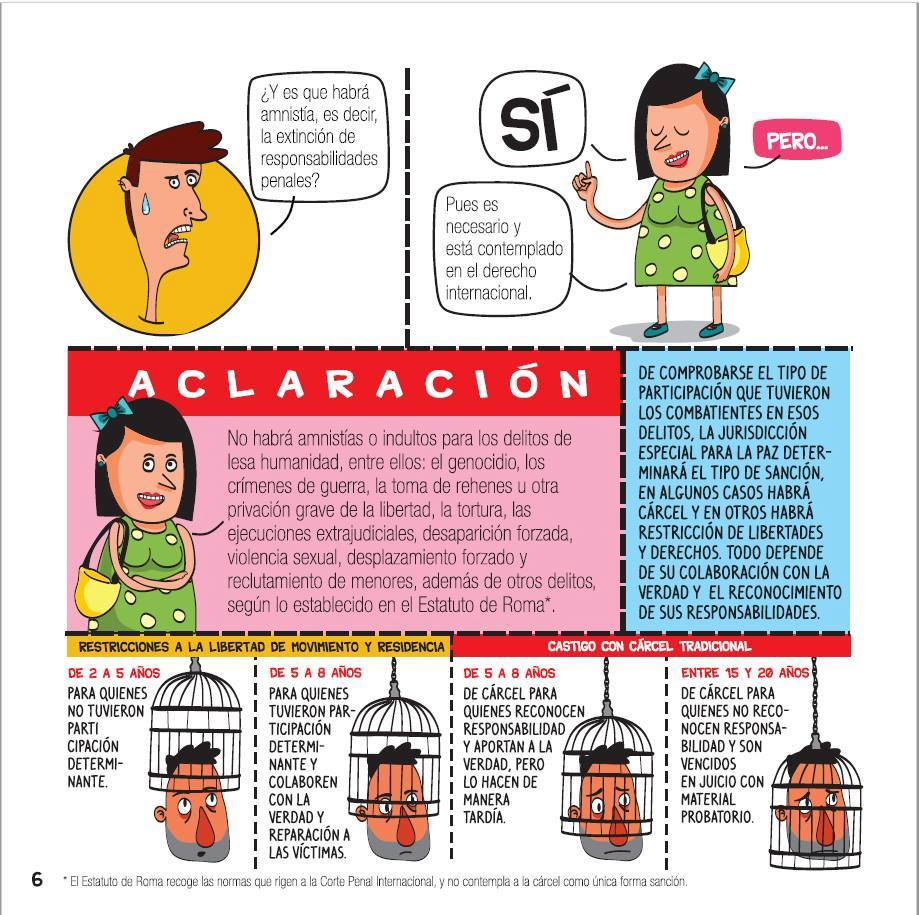 ¿Y es que habrá
amnistía, es decir,
la extinción de
responsabilidades
penales?
SÍ
PERO...
Pues es
necesario y
está contemplado
en el derecho
internacional.
ACLARACIÓN
No habrá amnistías o indultos para los delitos de
lesa humanidad, entre ellos: el genocidio, los
crímenes de guerra, la toma de rehenes u otra
privación grave de la libertad, la tortura, las
ejecuciones extrajudiciales, desaparición forzada,
violencia sexual, desplazamiento forzado y
reclutamiento de menores, además de otros delitos,
según lo establecido en el Estatuto de Roma*.
DE COMPROBARSE EL TIPO DE
PARTICIPACIÓN QUE TUVIERON
LOS COMBATIENTES EN ESOS
DELITOS, LA JURISDICCIÓN
ESPECIAL PARA LA PAZ DETER-
MINARÁ EL TIPO DE SANCIÓN,
EN ALGUNOS CASOS HABRÁ
CÁRCEL Y EN OTROS HABRÁ
RESTRICCIÓN DE LIBERTADES
Y DERECHOS. TODO DEPENDE
DE SU COLABORACIÓN CON LA
VERDAD Y EL RECONOCIMIENTO
DE SUS RESPONSABILIDADES.
RESTRICCIONES A LA LIBERTAD DE MOVIMIENTO Y RESIDENCIA
DE 2 A 5 AÑOS
PARA QUIENES
NO TUVIERON
PARTI
CIPACIÓN
DETERMI-
NANTE.
DE 5 A 8 AÑOS
PARA QUIENES
TUVIERON PAR-
TICIPACIÓN
DETERMI-
NANTE Y
COLABOREN
CON LA
VERDAD Y
REPARACIÓN A
LAS VÍCTIMAS.
CASTIGO CON CÁRCEL TRADICIONAL
DE 5 A 8 AÑOS
DE CÁRCEL PARA
QUIENES RECONOCEN
RESPONSABILIDAD
Y APORTAN A LA
VERDAD, PERO
LO HACEN DE
MANERA
TARDÍA.
ENTRE 15 Y 20 AÑOS
DE CÁRCEL PARA
QUIENES NO RECO-
NOCEN RESPONSA-
BILIDAD Y SON
VENCIDOS
EN JUICIO CON
MATERIAL
PROBATORIO.
6
* El Estatuto de Roma recoge las normas que rigen a la Corte Penal Internacional, y no contempla a la cárcel como única forma sanción.